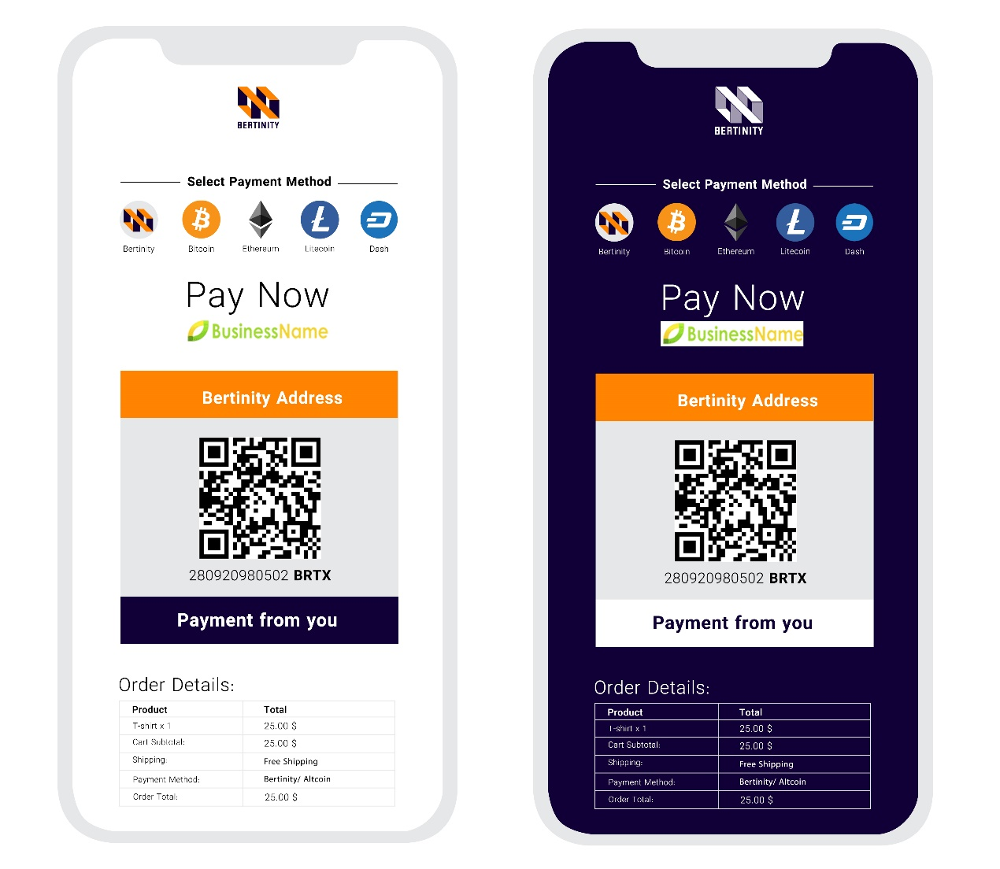 BERTINITY
Select Payment Method
Bertinity Bitcoin Ethereum Litecoin Dash
Pay Now
BusinessName
Bertinity Address
280920980502 BRTX
Payment from you
Order Details:
Product Total
T-shirt x 1 25.00 $
Cart Subtotal: 25.00 $
Shipping: Free Shipping
Payment Method: Bertinity/ Altcoin
Order Total: 25.00 $
BERTINITY
Select Payment Method
Bertinity Bitcoin Ethereum Litecoin Dash
Pay Now
BusinessName
Bertinity Address
280920980502 BRTX
Payment from you
Order Details:
Product Total
T-shirt x 1 25.00 $
Cart Subtotal: 25.00 $
Shipping: Free Shipping
Payment Method: Bertinity/ Altcoin
Order Total: 25.00 $